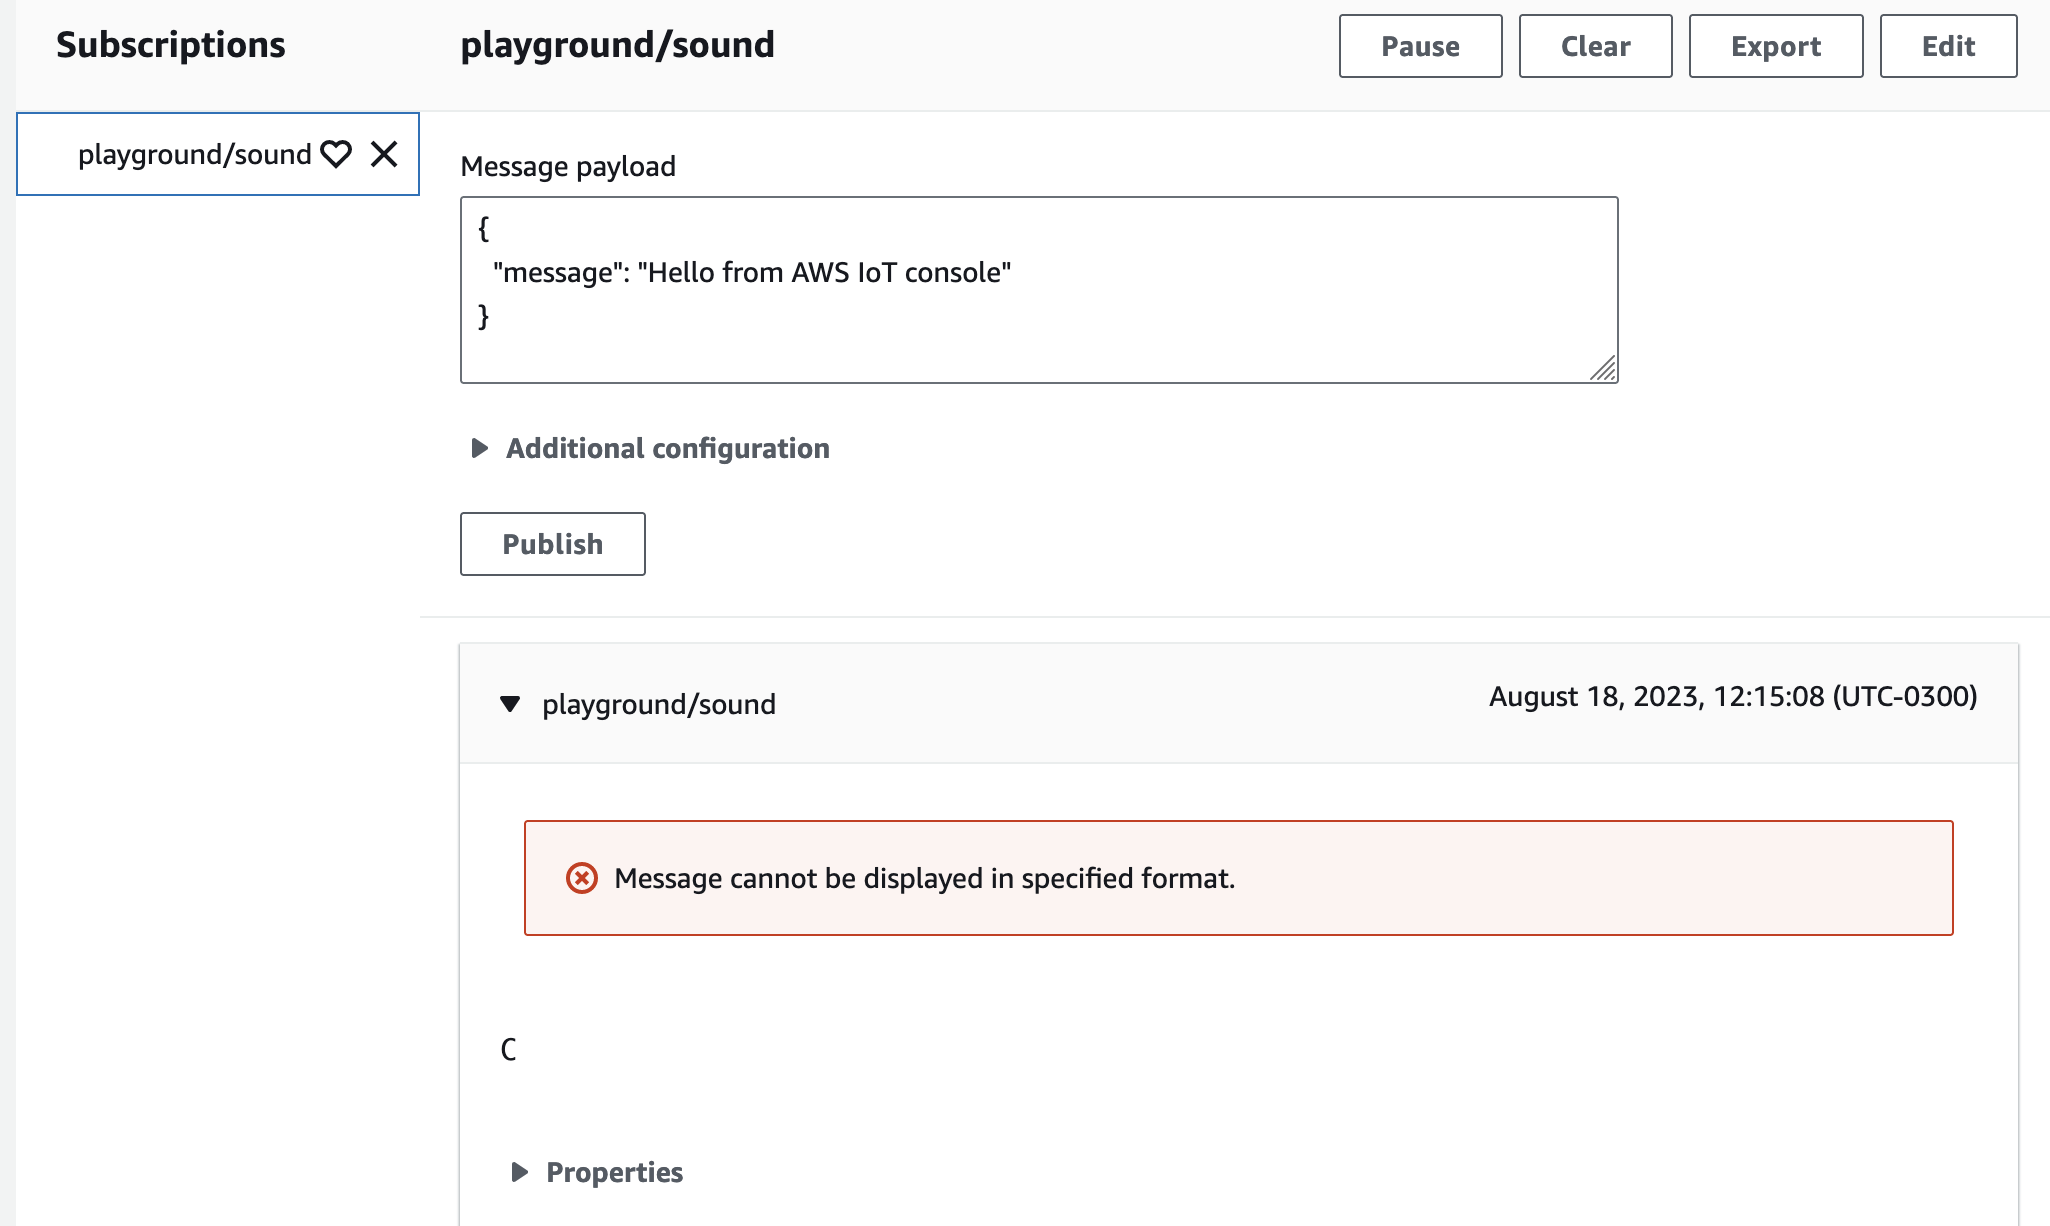 Subscriptions
playground/sound
Pause
Clear
Export
Edit
playground/sound
Message payload
{
"message": "Hello from AWS IoT console"
}
Additional configuration
Publish
playground/sound
August 18, 2023, 12:15:08 (UTC-0300)
Message cannot be displayed in specified format.
C
Properties